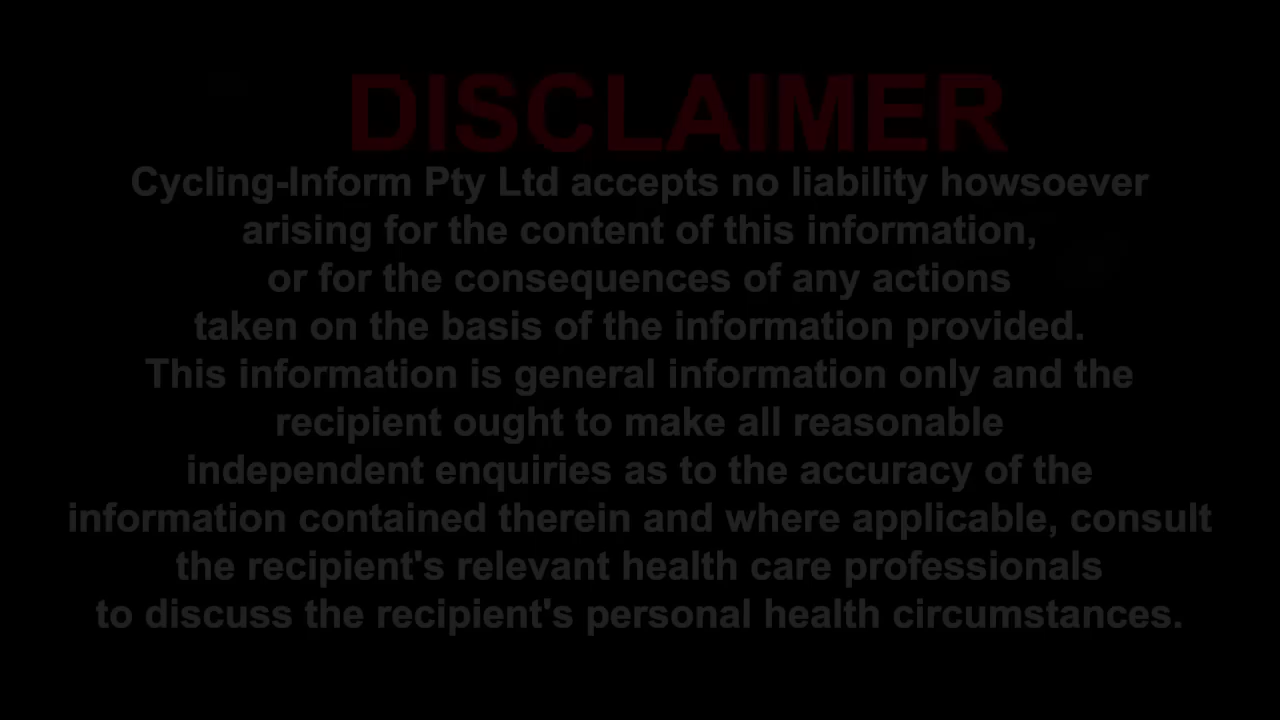 DISCLAIMER
Cycling-Inform Pty Ltd accepts no liability howsoever
arising for the content of this information,
or for the consequences of any actions
taken on the basis of the information provided.
This information is general information only and the
recipient ought to make all reasonable
independent enquiries as to the accuracy of the
information contained therein and where applicable, consult
the recipient's relevant health care professionals
to discuss the recipient's personal health circumstances.